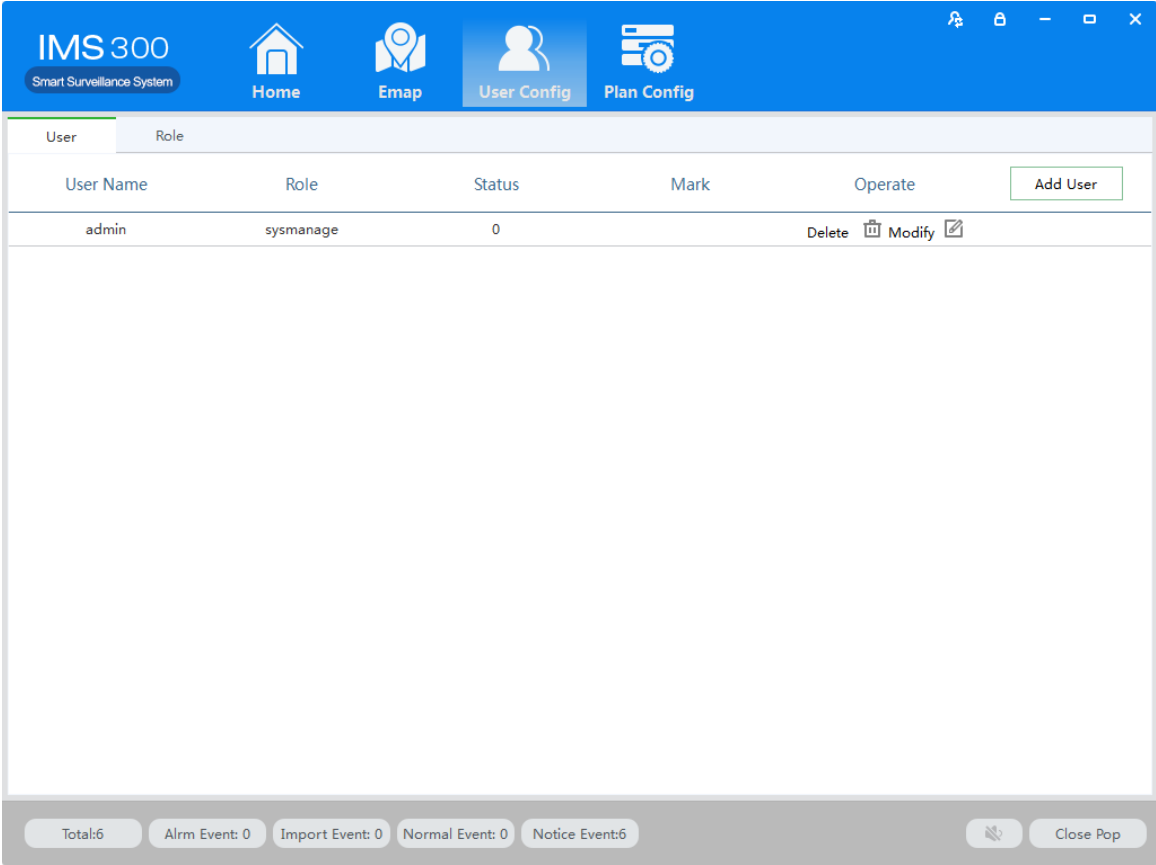 IMS 300
Smart Surveillance System
Home Emap User Config Plan Config
User Role
User Name Role Status Mark Operate Add User
admin sysmanage 0 Delete Modify
Total:6 Alrm Event: 0 Import Event: 0 Normal Event: 0 Notice Event:6 Close Pop